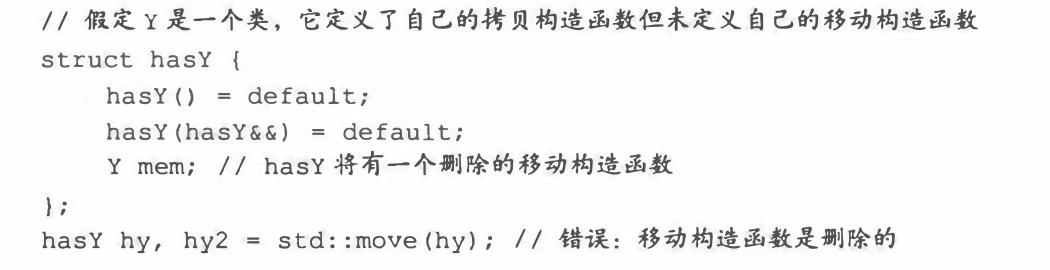 // 假定 Y 是一个类，它定义了自己的拷贝构造函数但未定义自己的移动构造函数
struct hasY {
    hasY() = default;
    hasY(hasY&&) = default;
    Y mem; // hasY 将有一个删除的移动构造函数
};
hasY hy, hy2 = std::move(hy); // 错误：移动构造函数是删除的